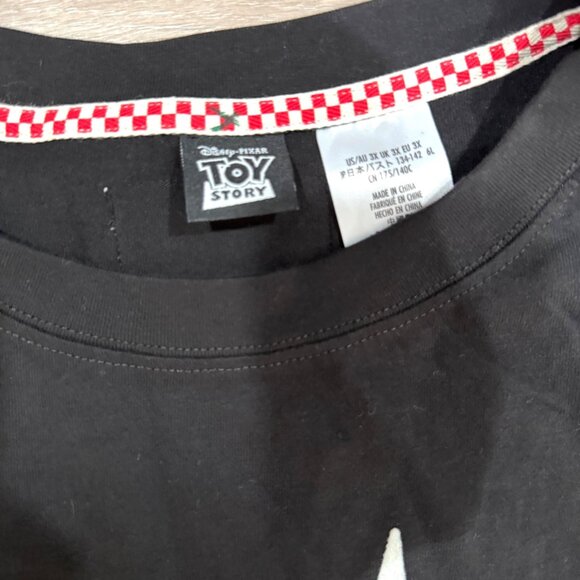 Disney·PIXAR
TOY
STORY
US/AU 3X UK 3X EU 3X
日本バスト 134-142 6L
CN 175/140C
MADE IN CHINA
FABRIQUÉ EN CHINE
HECHO EN CHINA